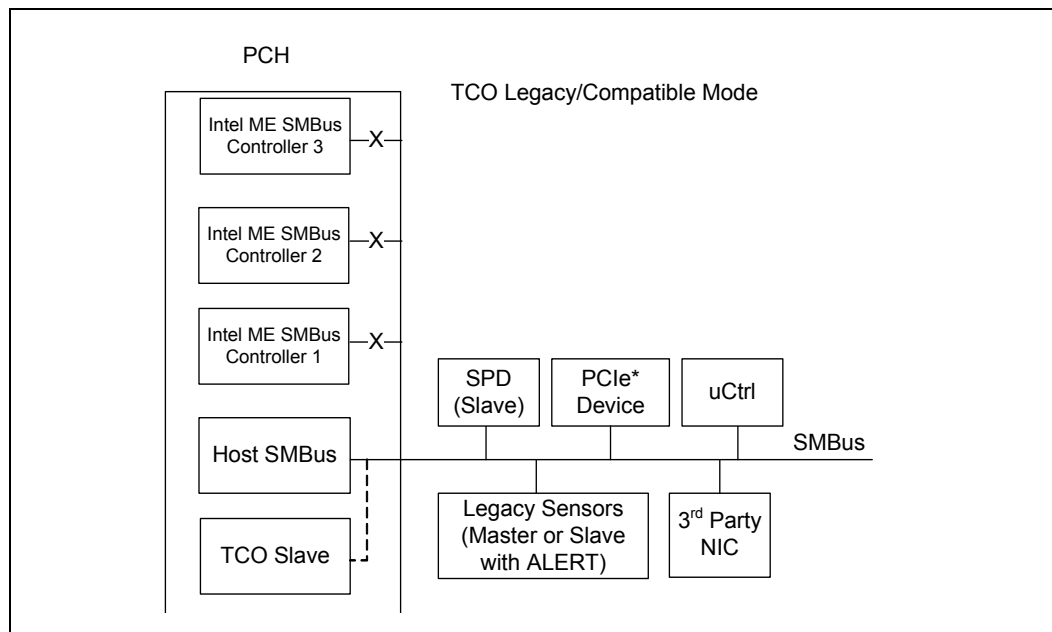 PCH
TCO Legacy/Compatible Mode
Intel ME SMBus
Controller 3
X
Intel ME SMBus
Controller 2
X
Intel ME SMBus
Controller 1
X
SPD
(Slave)
PCIe*
Device
uCtrl
Host SMBus
SMBus
Legacy Sensors
(Master or Slave
with ALERT)
3rd Party
NIC
TCO Slave